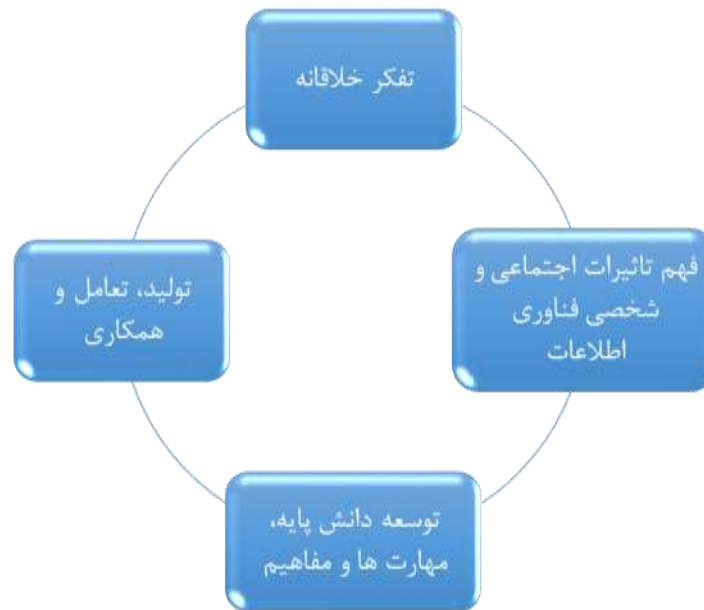 تفکر خلاقانه
فهم تاثیرات اجتماعی و
شخصی فناوری
اطلاعات
توسعه دانش پایه،
مهارت ها و مفاهیم
تولید، تعامل و
همکاری